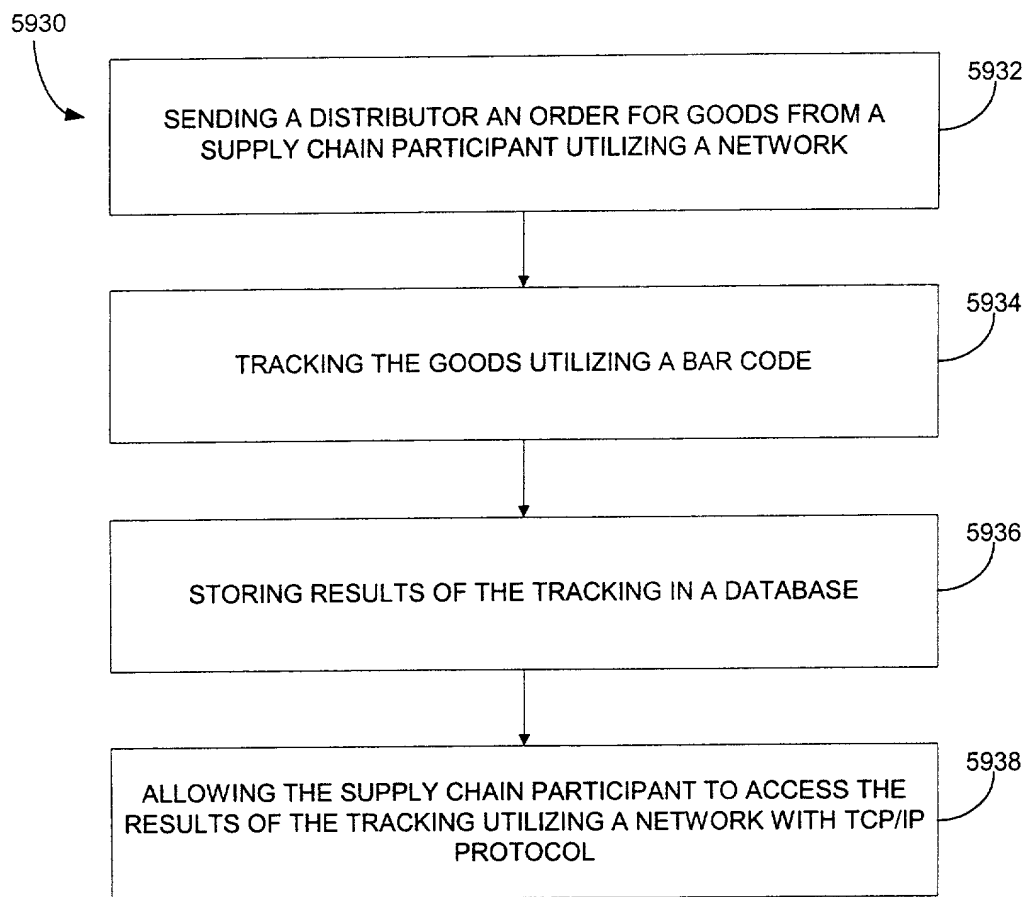 5930
5932
SENDING A DISTRIBUTOR AN ORDER FOR GOODS FROM A
SUPPLY CHAIN PARTICIPANT UTILIZING A NETWORK
5934
TRACKING THE GOODS UTILIZING A BAR CODE
5936
STORING RESULTS OF THE TRACKING IN A DATABASE
5938
ALLOWING THE SUPPLY CHAIN PARTICIPANT TO ACCESS THE
RESULTS OF THE TRACKING UTILIZING A NETWORK WITH TCP/IP
PROTOCOL